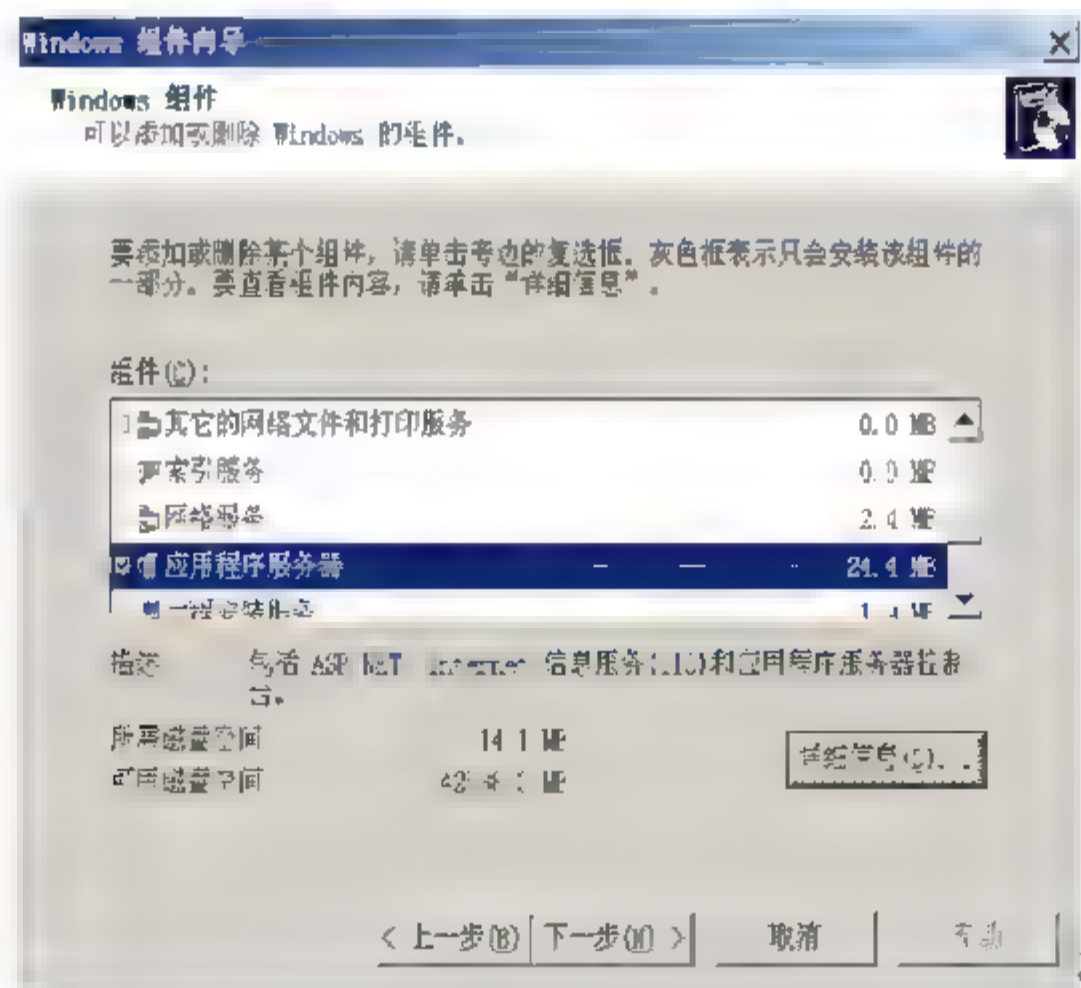 Windows 组件向导
Windows 组件
可以添加或删除 Windows 的组件。
要添加或删除某个组件，请单击旁边的复选框。灰色框表示只会安装该组件的
一部分。要查看组件内容，请单击“详细信息”。
组件(C)：
其它的网络文件和打印服务 0.0 MB
索引服务 0.0 MB
网络服务 2.4 MB
应用程序服务器 24.4 MB
描述 包括 ASP.NET Internet 信息服务(IIS)和应用程序服务器控制
台。
所需磁盘空间 14.1 MB
可用磁盘空间 MB
详细信息(D)...
< 上一步(B) 下一步(N) > 取消